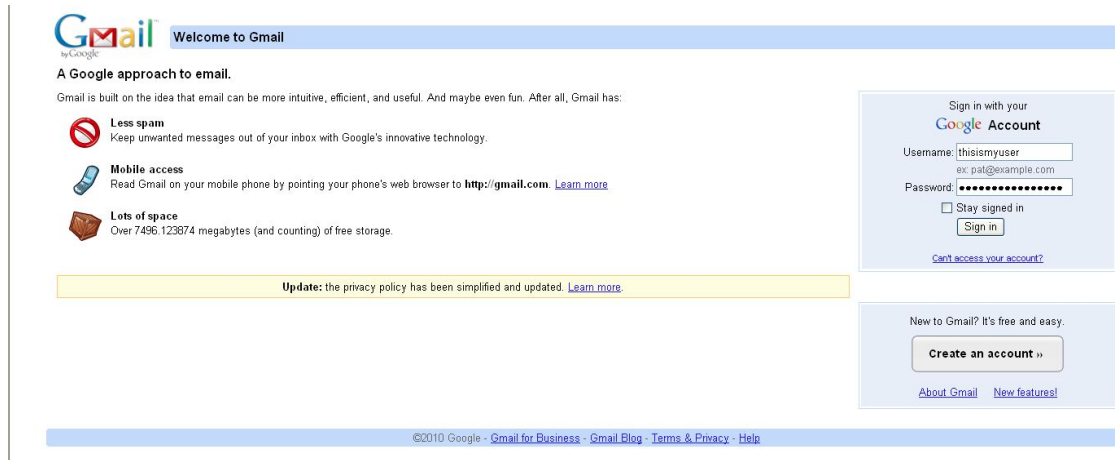 Gmail
by Google
Welcome to Gmail
A Google approach to email.
Gmail is built on the idea that email can be more intuitive, efficient, and useful. And maybe even fun. After all, Gmail has:
Less spam
Keep unwanted messages out of your inbox with Google's innovative technology.
Mobile access
Read Gmail on your mobile phone by pointing your phone's web browser to http://gmail.com. Learn more
Lots of space
Over 7496.123874 megabytes (and counting) of free storage.
Update: the privacy policy has been simplified and updated. Learn more.
Sign in with your
Google Account
Username: thisismyuser
ex: pat@example.com
Password: ●●●●●●●●●●●●●●●●
Stay signed in
Sign in
Can't access your account?
New to Gmail? It's free and easy.
Create an account »
About Gmail New features!
©2010 Google - Gmail for Business - Gmail Blog - Terms & Privacy - Help